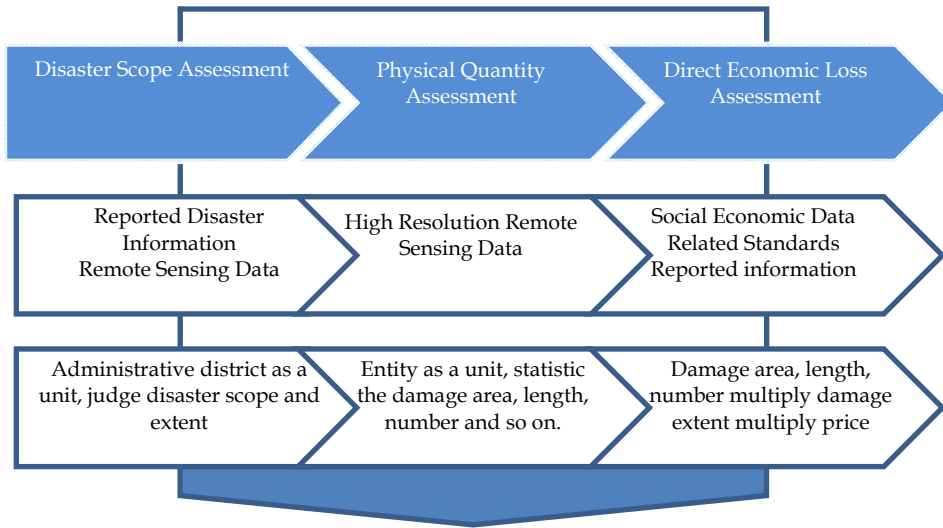 Disaster Scope Assessment
Physical Quantity
Assessment
Direct Economic Loss
Assessment
Reported Disaster
Information
Remote Sensing Data
High Resolution Remote
Sensing Data
Social Economic Data
Related Standards
Reported information
Administrative district as a
unit, judge disaster scope and
extent
Entity as a unit, statistic
the damage area, length,
number and so on.
Damage area, length,
number multiply damage
extent multiply price